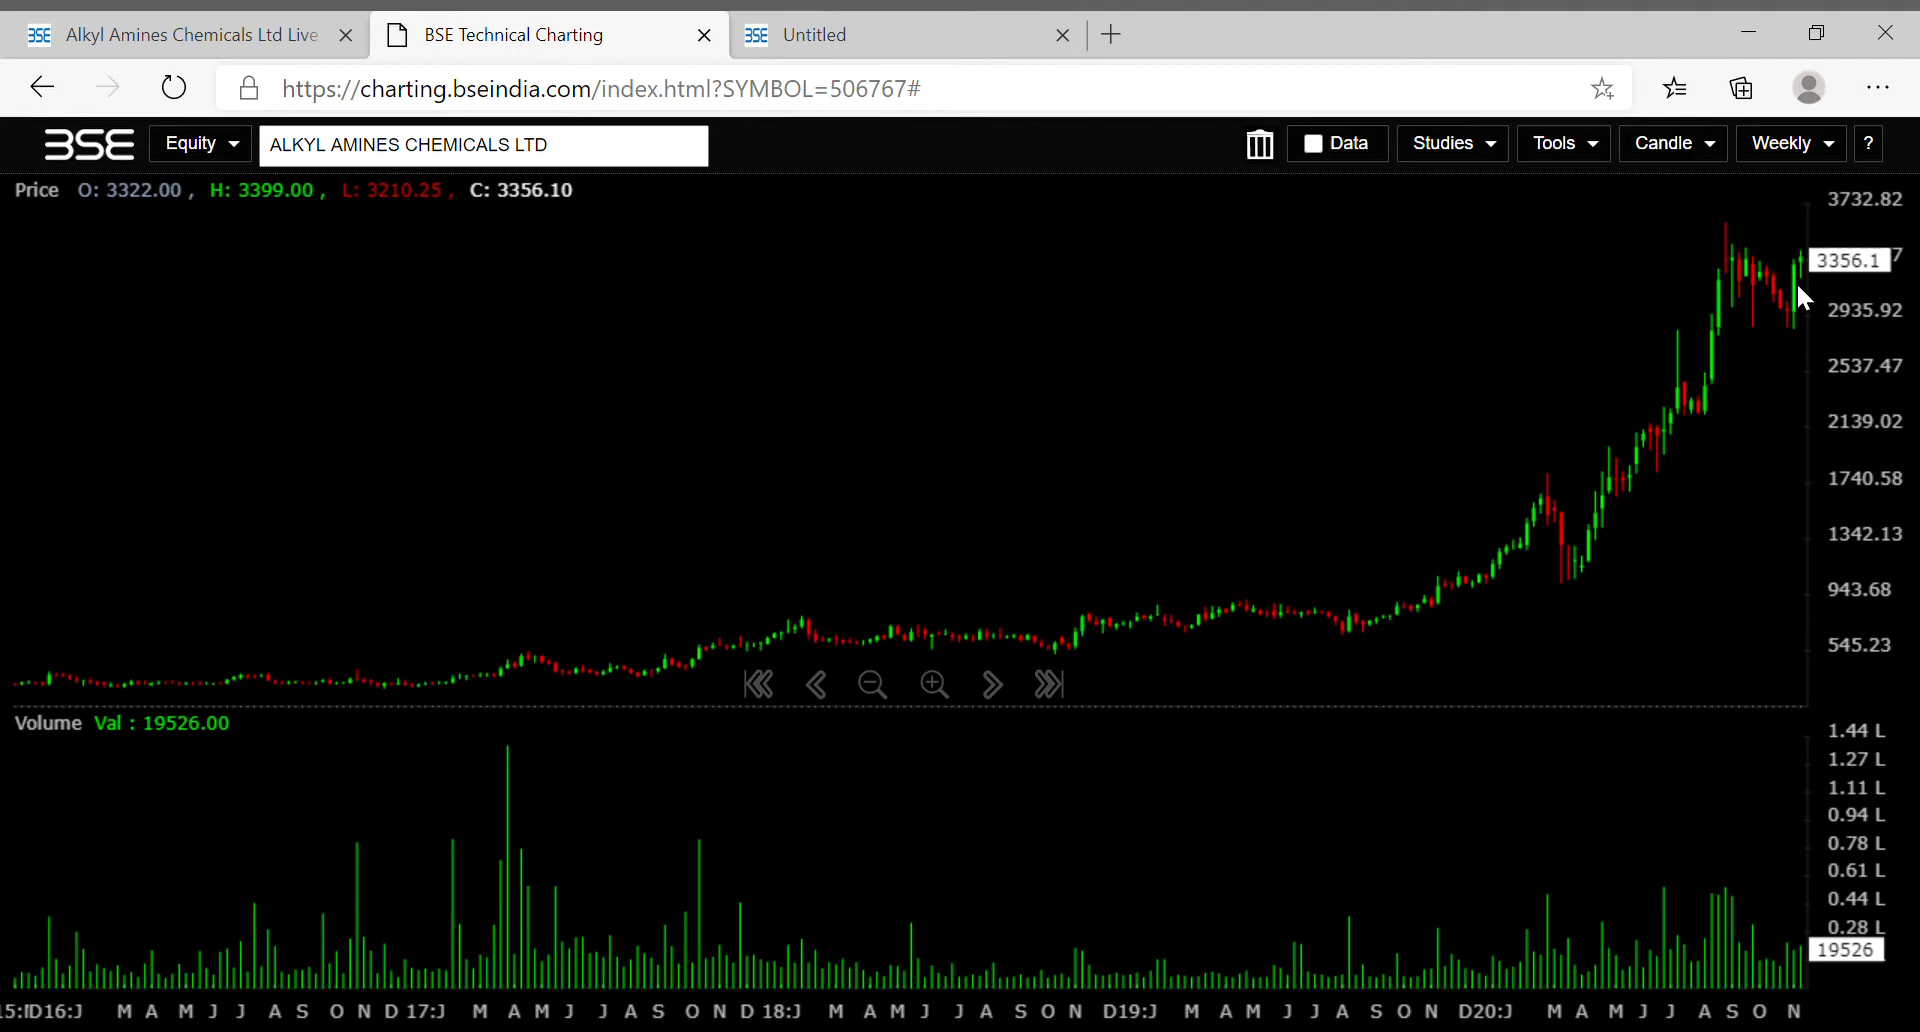 BSE Alkyl Amines Chemicals Ltd Live
BSE Technical Charting
BSE Untitled
https://charting.bseindia.com/index.html?SYMBOL=506767#
BSE Equity ALKYL AMINES CHEMICALS LTD Data Studies Tools Candle Weekly ?
Price O: 3322.00 , H: 3399.00 , L: 3210.25 , C: 3356.10
3732.82
3356.1
2935.92
2537.47
2139.02
1740.58
1342.13
943.68
545.23
Volume Val : 19526.00
1.44 L
1.27 L
1.11 L
0.94 L
0.78 L
0.61 L
0.44 L
0.28 L
19526
D16:J M A M J J A S O N D 17:J M A M J J A S O N D 18:J M A M J J A S O N D19:J M A M J J A S O N D20:J M A M J J A S O N